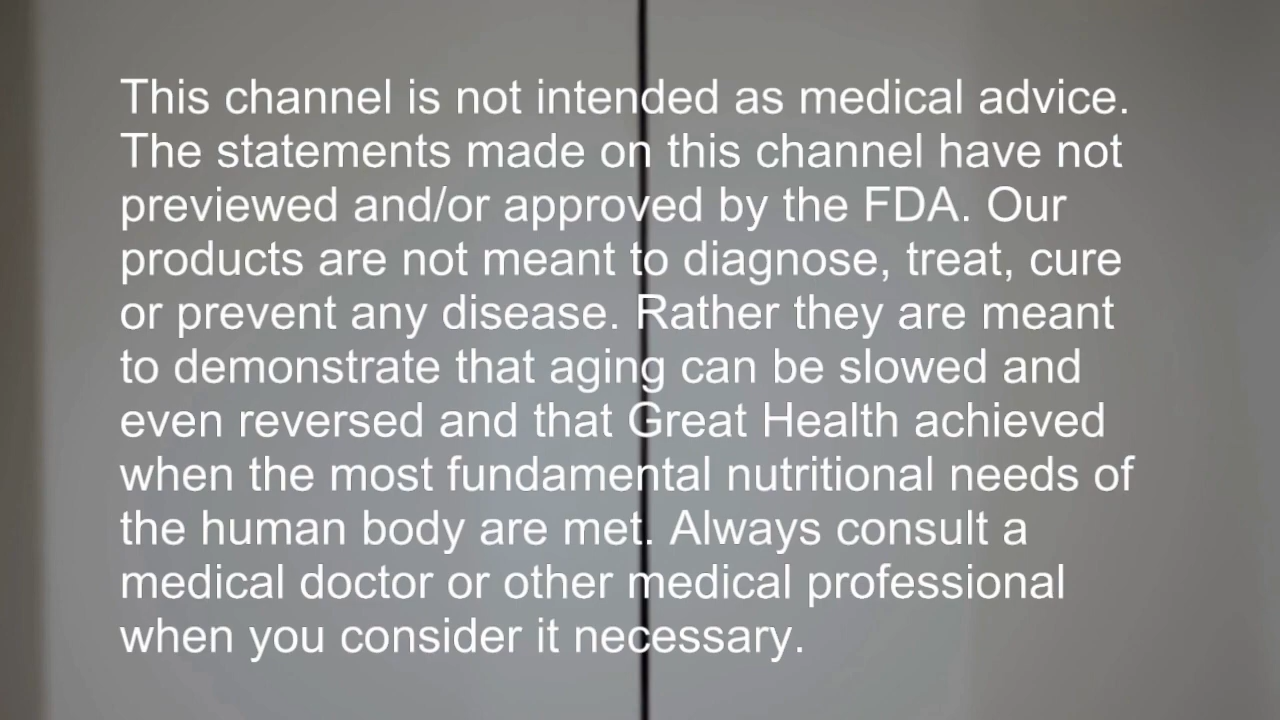 This channel is not intended as medical advice.
The statements made on this channel have not
previewed and/or approved by the FDA. Our
products are not meant to diagnose, treat, cure
or prevent any disease. Rather they are meant
to demonstrate that aging can be slowed and
even reversed and that Great Health achieved
when the most fundamental nutritional needs of
the human body are met. Always consult a
medical doctor or other medical professional
when you consider it necessary.